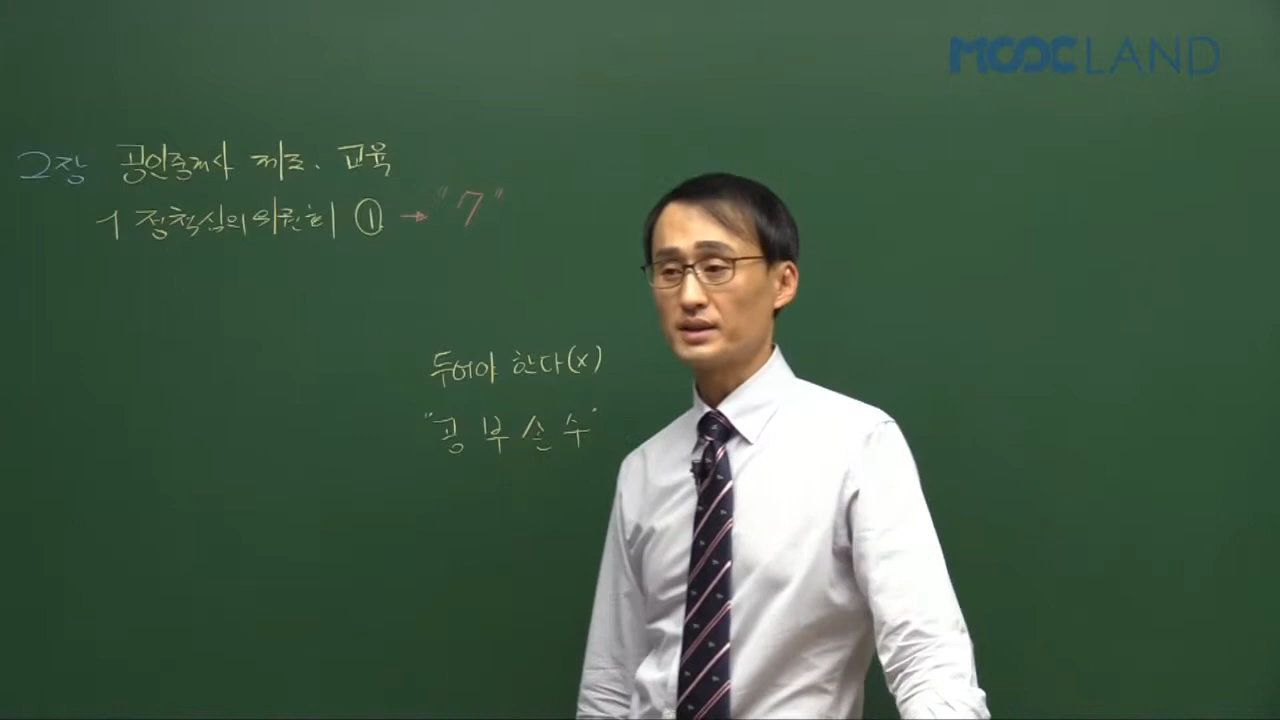 MOOCLAND
2장 공인중개사 제도. 교육
1 정책심의위원회 ① → "7"
두어야 한다(x)
"공 부 손 수"